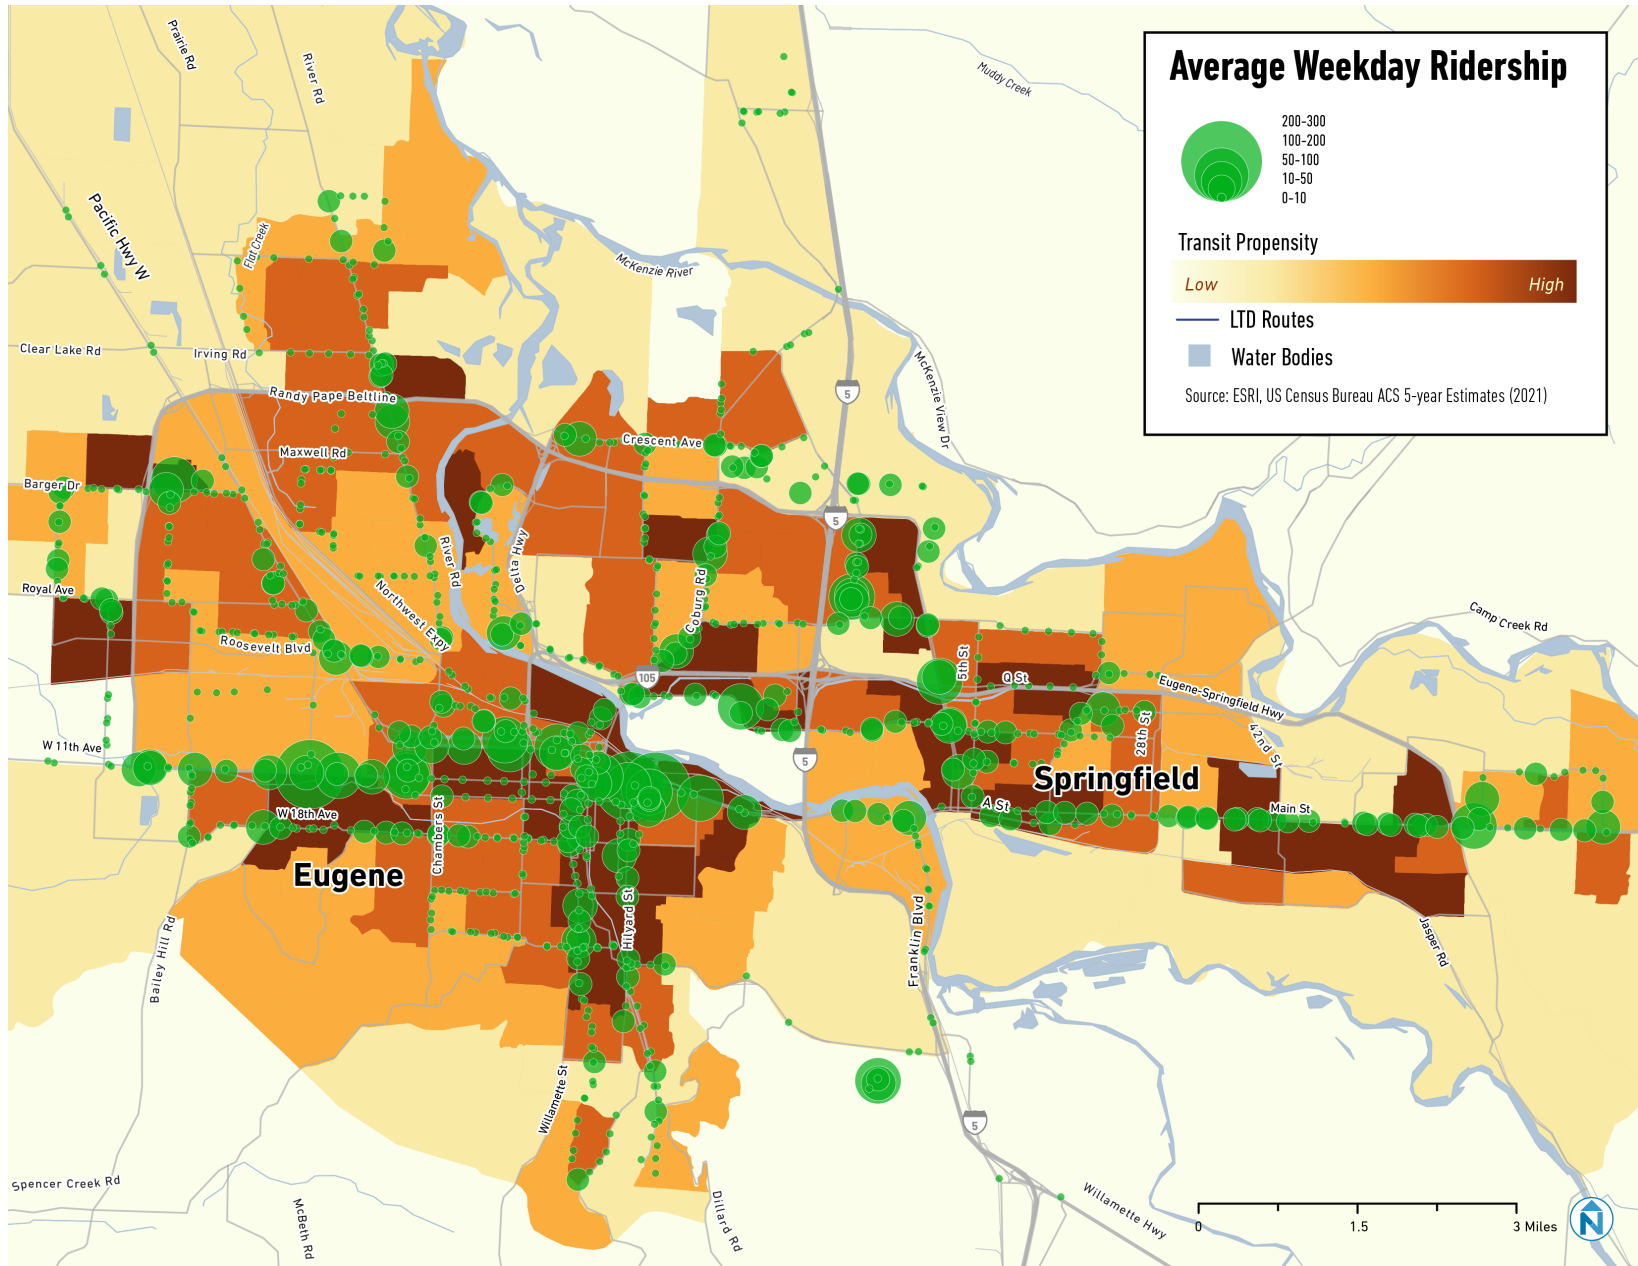 Average Weekday Ridership
200-300
100-200
50-100
10-50
0-10
Transit Propensity
Low
High
LTD Routes
Water Bodies
Source: ESRI, US Census Bureau ACS 5-year Estimates (2021)
Prairie Rd
River Rd
Muddy Creek
Pacific Hwy W
Flat Creek
McKenzie River
Clear Lake Rd
Irving Rd
McKenzie View Dr
5
Randy Pape Beltline
Crescent Ave
Maxwell Rd
Barger Dr
5
Delta Hwy
River Rd
Royal Ave
Northwest Expy
Coburg Rd
Camp Creek Rd
Roosevelt Blvd
105
5th St
Q St
Eugene-Springfield Hwy
28th St
42nd St
W 11th Ave
5
Springfield
A St
Main St
W 18th Ave
Chambers St
Eugene
Hilyard St
Franklin Blvd
Jasper Rd
Bailey Hill Rd
Willamette St
5
Spencer Creek Rd
McBeth Rd
Dillard Rd
Willamette Hwy
0
1.5
3 Miles
N